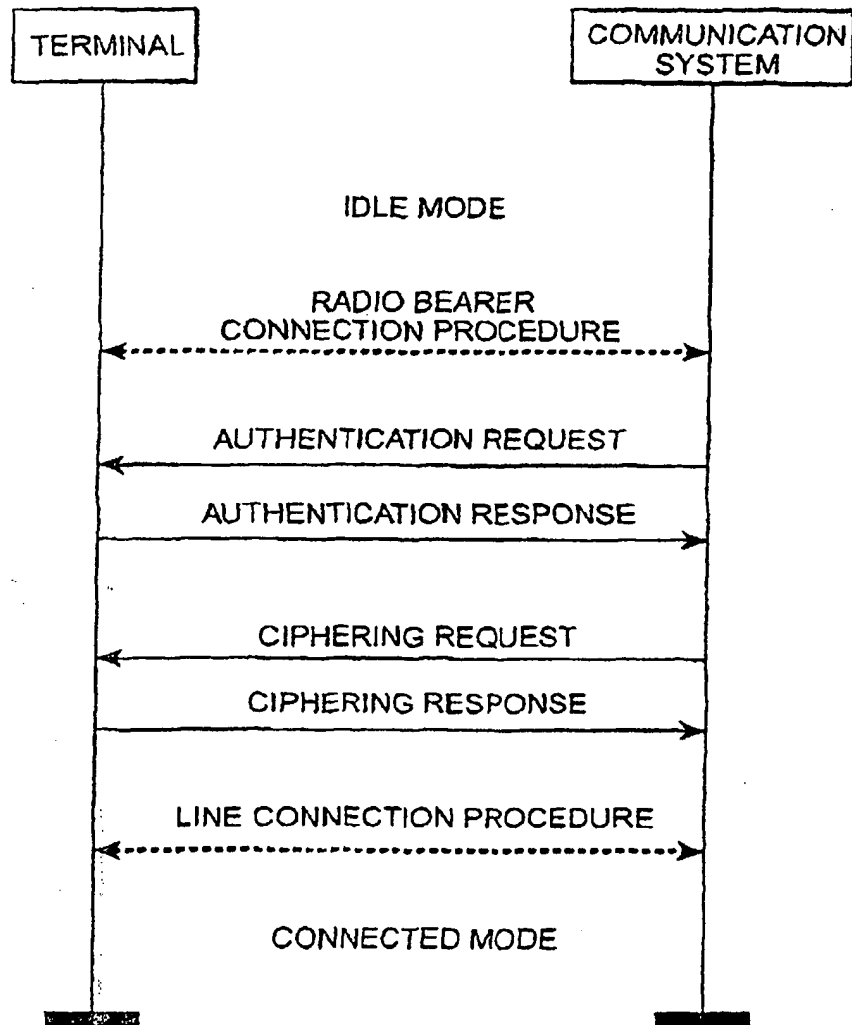 TERMINAL
COMMUNICATION
SYSTEM
IDLE MODE
RADIO BEARER
CONNECTION PROCEDURE
AUTHENTICATION REQUEST
AUTHENTICATION RESPONSE
CIPHERING REQUEST
CIPHERING RESPONSE
LINE CONNECTION PROCEDURE
CONNECTED MODE